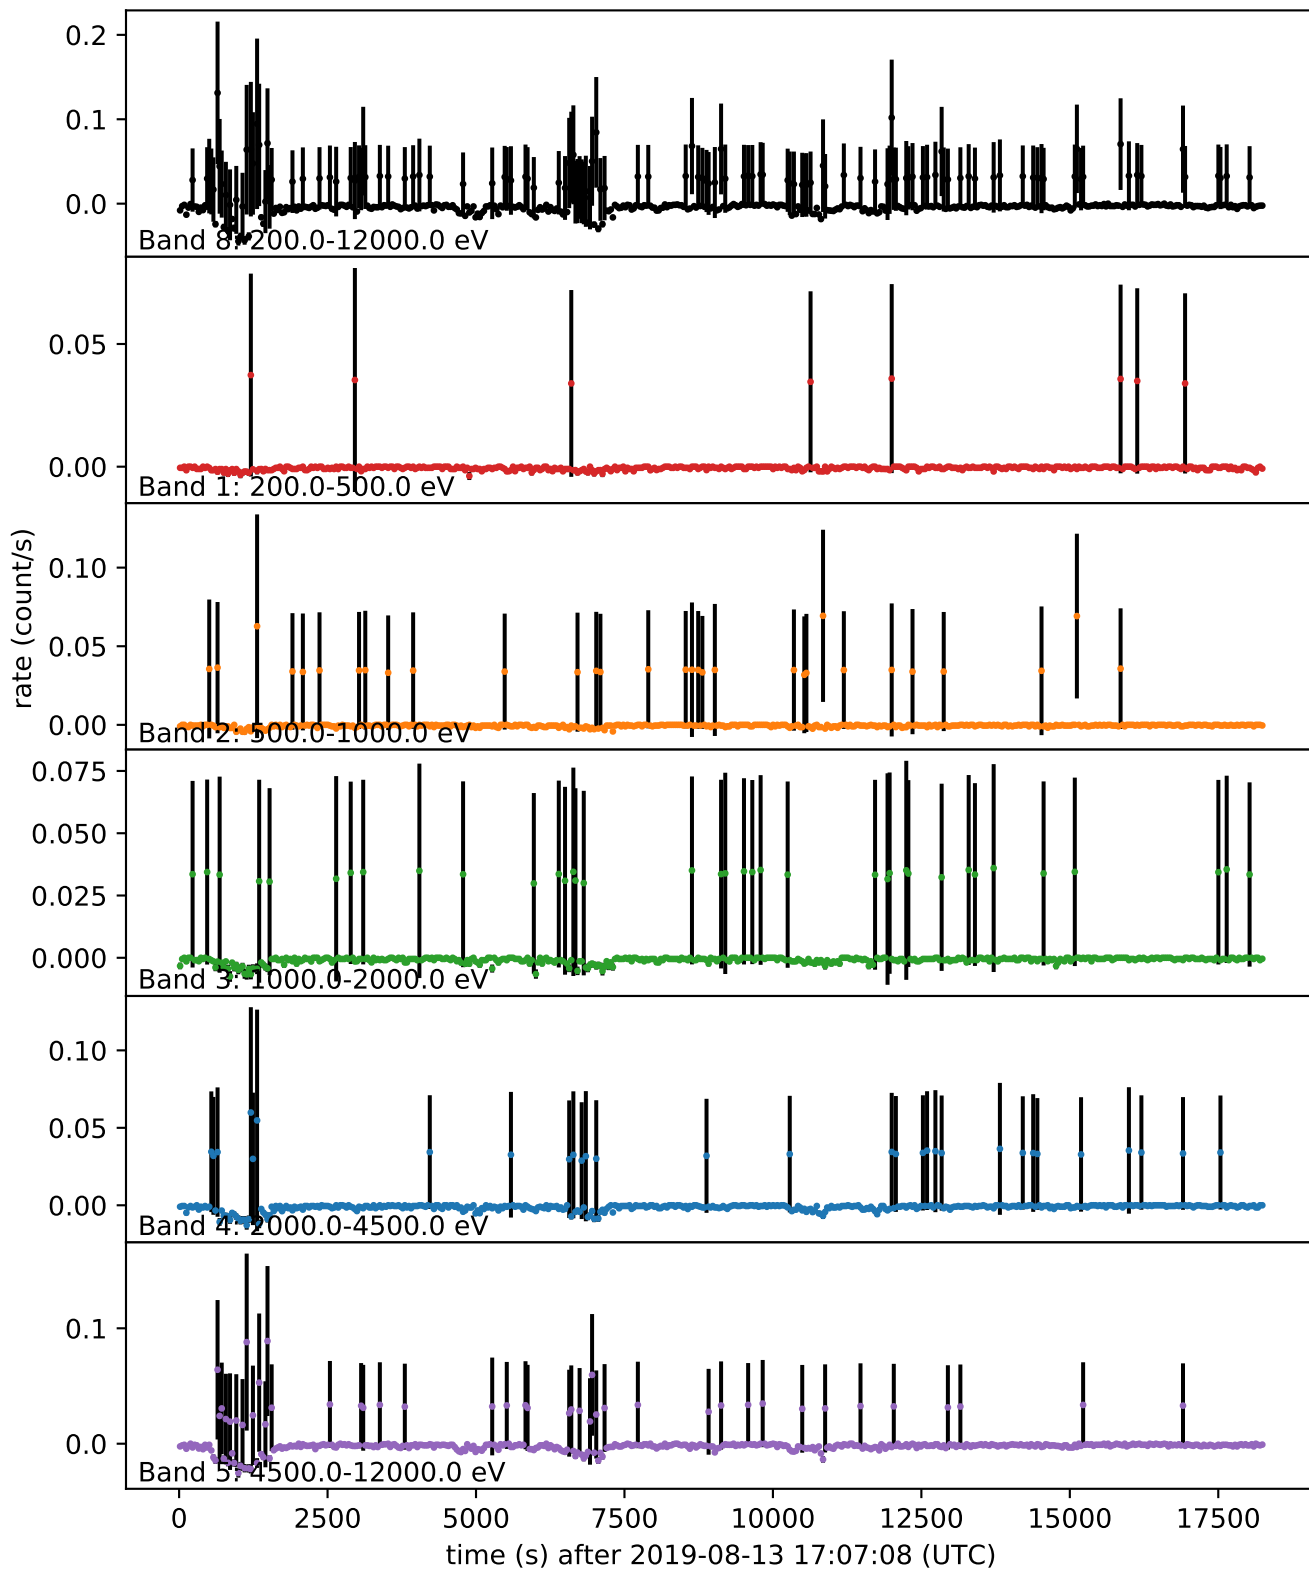 0.2
0.1
0.0
Band 8: 200.0-12000.0 eV
0.05
0.00
Band 1: 200.0-500.0 eV
rate (count/s)
0.10
0.05
0.00
Band 2: 500.0-1000.0 eV
0.075
0.050
0.025
0.000
Band 3: 1000.0-2000.0 eV
0.10
0.05
0.00
Band 4: 2000.0-4500.0 eV
0.1
0.0
Band 5: 4500.0-12000.0 eV
0 2500 5000 7500 10000 12500 15000 17500
time (s) after 2019-08-13 17:07:08 (UTC)